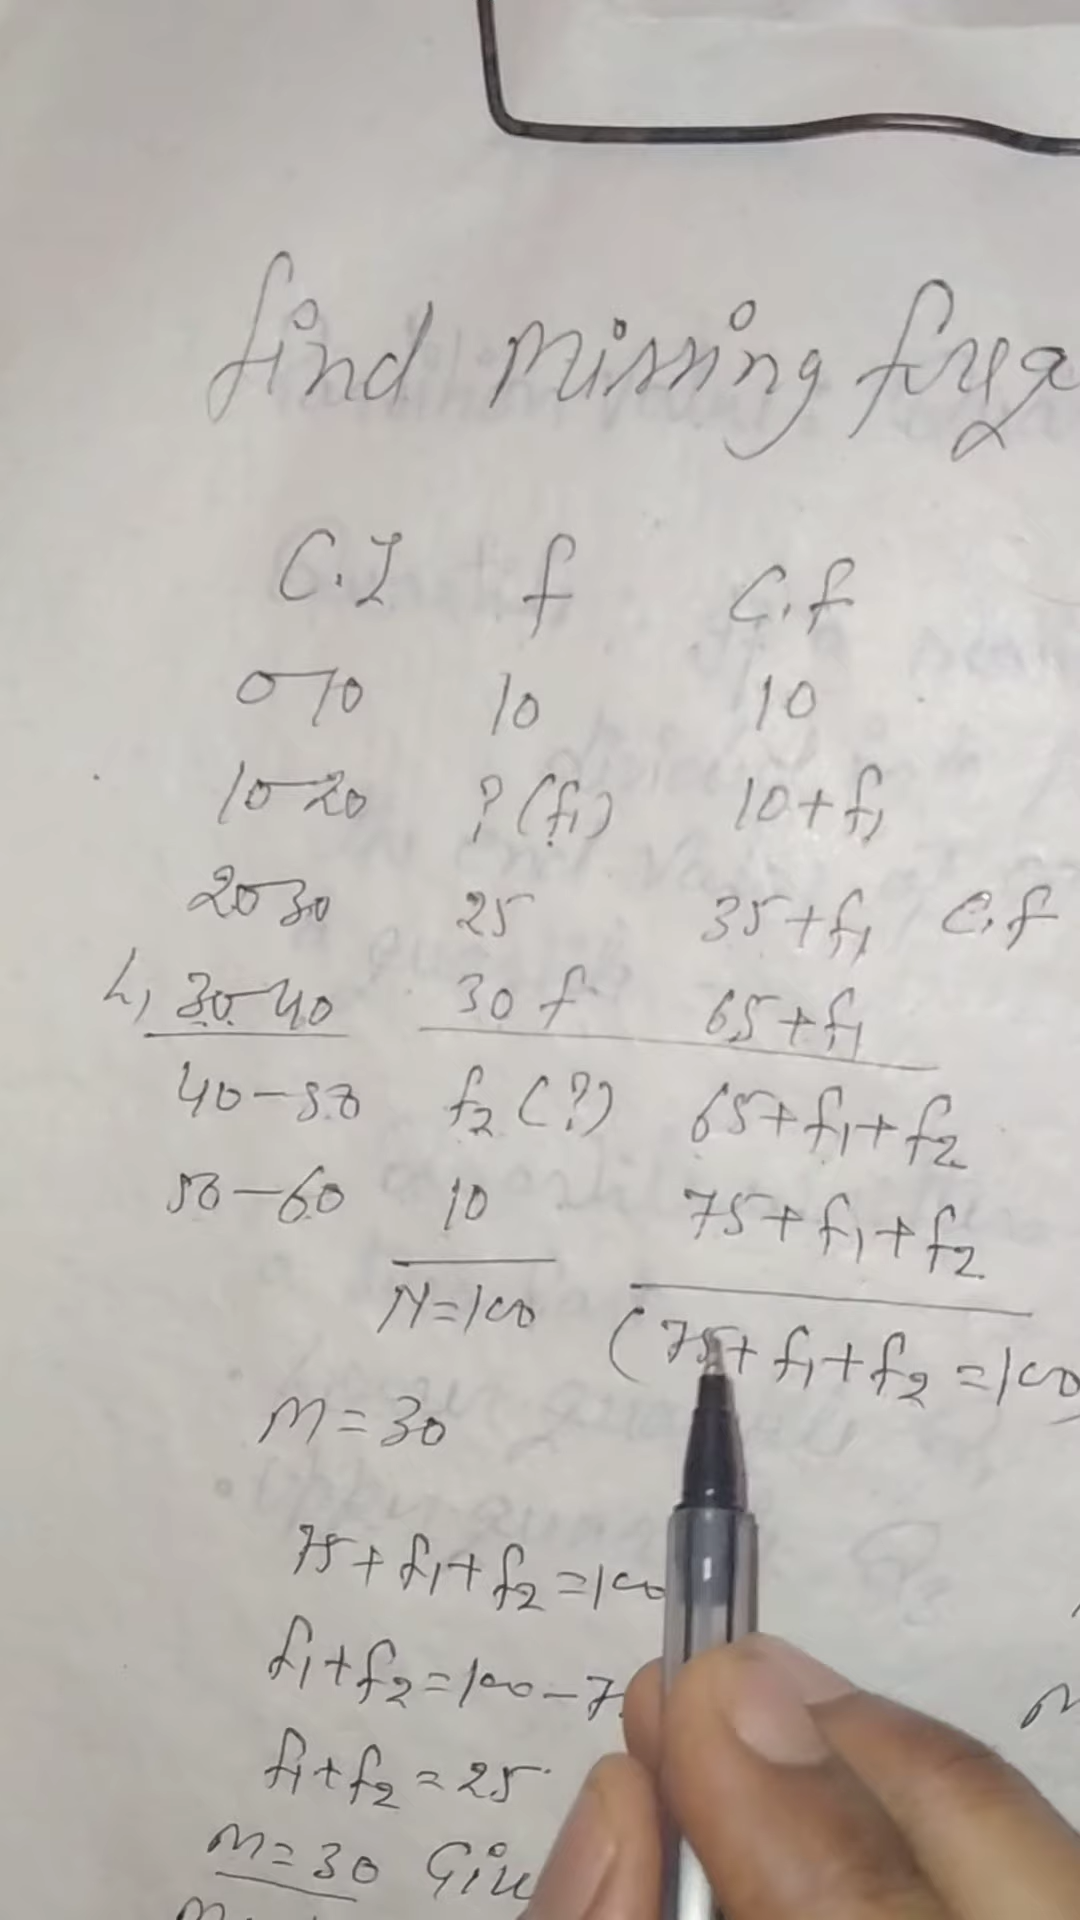 find missing
C.I f C.f
0-10 10 10
10-20 ?(f1) 10+f1
20-30 25 35+f1 C.f
L1 30-40 30 f 65+f1
40-50 f2 (?) 65+f1+f2
50-60 10 75+f1+f2
N=100 (75+f1+f2=100)
M=30
75+f1+f2=100
f1+f2=100-7
f1+f2=25
M=30 Giv